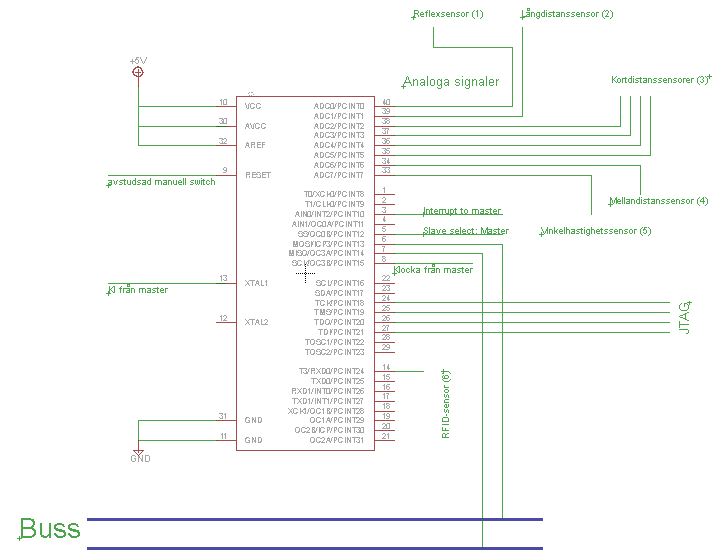 Reflexsensor (1)
Långdistanssensor (2)
+5V
Analoga signaler
Kortdistanssensorer (3)
10 VCC
30 AVCC
32 AREF
9 RESET
avstudsad manuell switch
13 XTAL1
Kl från master
12 XTAL2
31 GND
11 GND
GND
ADC0/PCINT0 40
ADC1/PCINT1 39
ADC2/PCINT2 38
ADC3/PCINT3 37
ADC4/PCINT4 36
ADC5/PCINT5 35
ADC6/PCINT6 34
ADC7/PCINT7 33
T0/XCK0/PCINT8 1
T1/CLK0/PCINT9 2
AIN0/INT2/PCINT10 3
AIN1/OC0A/PCINT11 4
SS/OC0B/PCINT12 5
MOSI/ICP3/PCINT13 6
MISO/OC3A/PCINT14 7
SCK/OC3B/PCINT15 8
SCL/PCINT16 22
SDA/PCINT17 23
TCK/PCINT18 24
TMS/PCINT19 25
TDO/PCINT20 26
TDI/PCINT21 27
TOSC1/PCINT22 28
TOSC2/PCINT23 29
T3/RXD0/PCINT24 14
TXD0/PCINT25 15
RXD1/INT0/PCINT26 16
TXD1/INT1/PCINT27 17
XCK1/OC1B/PCINT28 18
OC1A/PCINT29 19
OC2B/ICP/PCINT30 20
OC2A/PCINT31 21
Mellandistanssensor (4)
Interrupt to master
Slave select: Master
Vinkelhastighetssensor (5)
Klocka från master
JTAG
RFID-sensor (6)
Buss